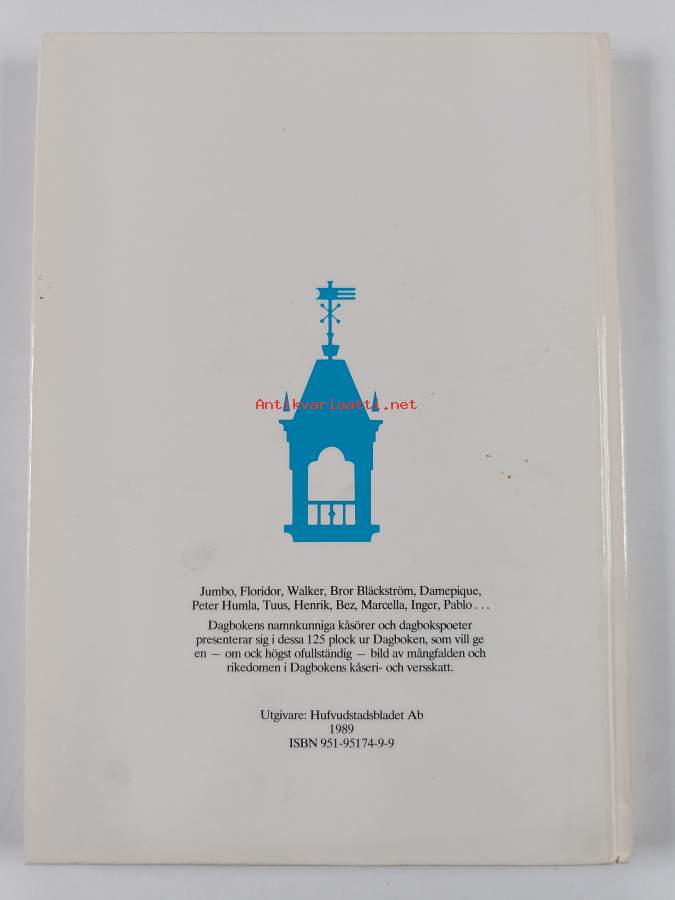 Antikvariaatti.net
Jumbo, Floridor, Walker, Bror Bläckström, Damepique,
Peter Humla, Tuus, Henrik, Bez, Marcella, Inger, Pablo . . .
Dagbokens namnkunniga kåsörer och dagbokspoeter
presenterar sig i dessa 125 plock ur Dagboken, som vill ge
en — om ock högst ofullständig — bild av mångfalden och
rikedomen i Dagbokens kåseri- och versskatt.
Utgivare: Hufvudstadsbladet Ab
1989
ISBN 951-95174-9-9